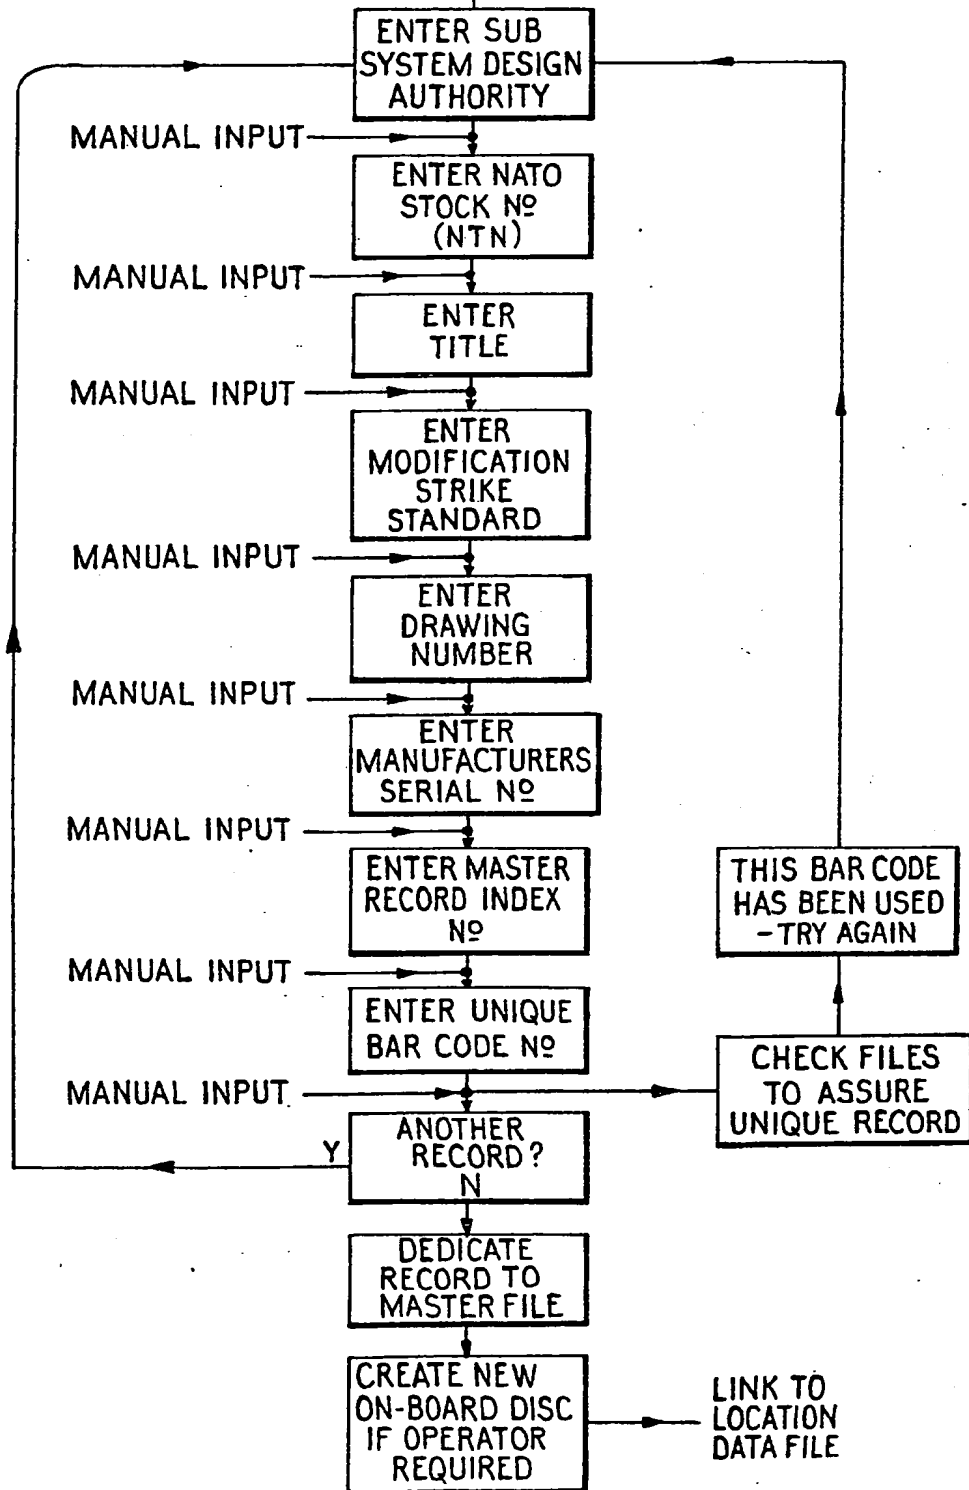 ENTER SUB
SYSTEM DESIGN
AUTHORITY
MANUAL INPUT
ENTER NATO
STOCK Nº
(NTN)
MANUAL INPUT
ENTER
TITLE
MANUAL INPUT
ENTER
MODIFICATION
STRIKE
STANDARD
MANUAL INPUT
ENTER
DRAWING
NUMBER
MANUAL INPUT
ENTER
MANUFACTURERS
SERIAL Nº
MANUAL INPUT
ENTER MASTER
RECORD INDEX
Nº
THIS BAR CODE
HAS BEEN USED
-TRY AGAIN
MANUAL INPUT
ENTER UNIQUE
BAR CODE Nº
CHECK FILES
TO ASSURE
UNIQUE RECORD
MANUAL INPUT
ANOTHER
RECORD?
N
Y
DEDICATE
RECORD TO
MASTER FILE
CREATE NEW
ON-BOARD DISC
IF OPERATOR
REQUIRED
LINK TO
LOCATION
DATA FILE